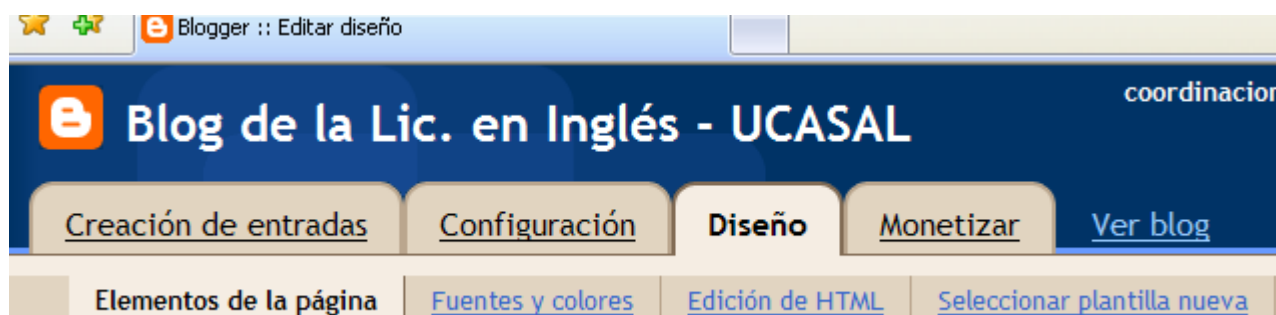 Blogger :: Editar diseño
coordinacion
Blog de la Lic. en Inglés - UCASAL
Creación de entradas Configuración Diseño Monetizar Ver blog
Elementos de la página Fuentes y colores Edición de HTML Seleccionar plantilla nueva